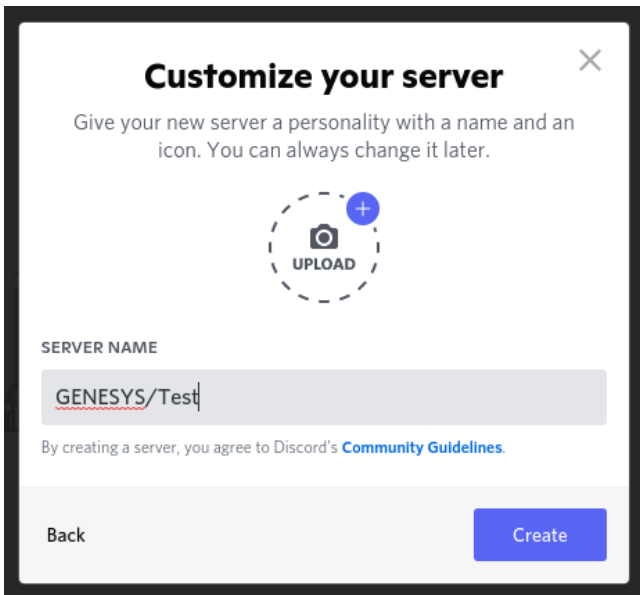 Customize your server
Give your new server a personality with a name and an
icon. You can always change it later.
UPLOAD
SERVER NAME
GENESYS/Test
By creating a server, you agree to Discord's Community Guidelines.
Back
Create